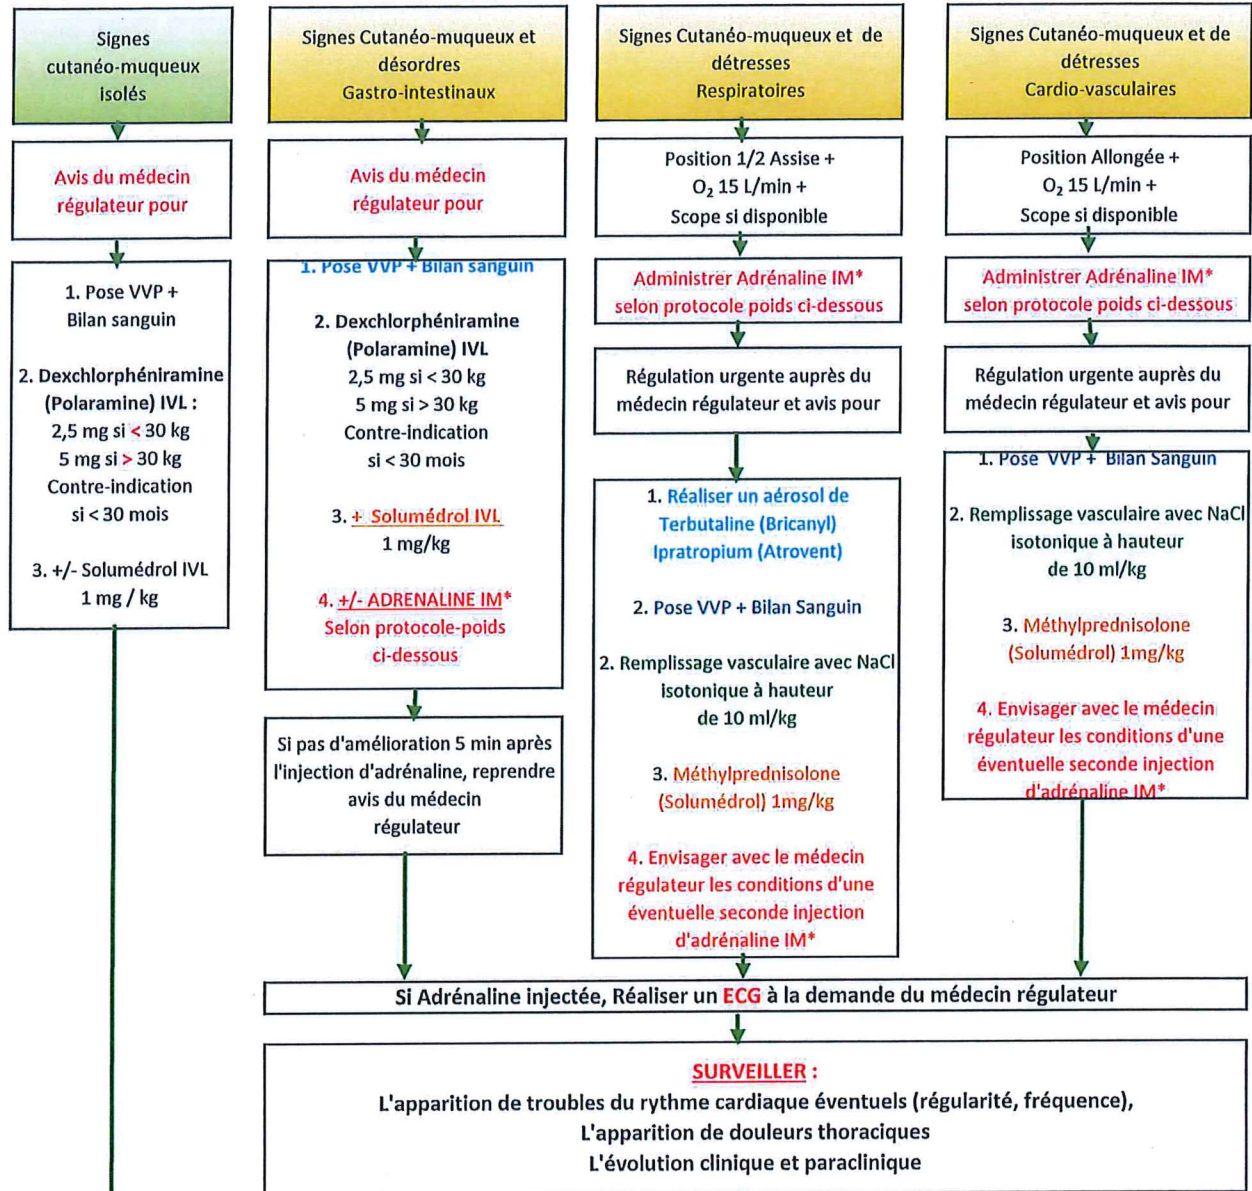 Signes
cutanéo-muqueux
isolés
Avis du médecin
régulateur pour
1. Pose VVP +
Bilan sanguin
2. Dexchlorphéniramine
(Polaramine) IVL :
2,5 mg si < 30 kg
5 mg si > 30 kg
Contre-indication
si < 30 mois
3. +/- Solumédrol IVL
1 mg / kg
Signes Cutanéo-muqueux et
désordres
Gastro-intestinaux
Avis du médecin
régulateur pour
1. Pose VVP + Bilan sanguin
2. Dexchlorphéniramine
(Polaramine) IVL
2,5 mg si < 30 kg
5 mg si > 30 kg
Contre-indication
si < 30 mois
3. + Solumédrol IVL
1 mg/kg
4. +/- ADRENALINE IM*
Selon protocole-poids
ci-dessous
Si pas d'amélioration 5 min après
l'injection d'adrénaline, reprendre
avis du médecin
régulateur
Signes Cutanéo-muqueux et de
détresses
Respiratoires
Position 1/2 Assise +
O₂ 15 L/min +
Scope si disponible
Administrer Adrénaline IM*
selon protocole poids ci-dessous
Régulation urgente auprès du
médecin régulateur et avis pour
1. Réaliser un aérosol de
Terbutaline (Bricanyl)
Ipratropium (Atrovent)
2. Pose VVP + Bilan Sanguin
2. Remplissage vasculaire avec NaCl
isotonique à hauteur
de 10 ml/kg
3. Méthylprednisolone
(Solumédrol) 1mg/kg
4. Envisager avec le médecin
régulateur les conditions d'une
éventuelle seconde injection
d'adrénaline IM*
Signes Cutanéo-muqueux et de
détresses
Cardio-vasculaires
Position Allongée +
O₂ 15 L/min +
Scope si disponible
Administrer Adrénaline IM*
selon protocole poids ci-dessous
Régulation urgente auprès du
médecin régulateur et avis pour
1. Pose VVP + Bilan Sanguin
2. Remplissage vasculaire avec NaCl
isotonique à hauteur
de 10 ml/kg
3. Méthylprednisolone
(Solumédrol) 1mg/kg
4. Envisager avec le médecin
régulateur les conditions d'une
éventuelle seconde injection
d'adrénaline IM*
Si Adrénaline injectée, Réaliser un ECG à la demande du médecin régulateur
SURVEILLER :
L'apparition de troubles du rythme cardiaque éventuels (régularité, fréquence),
L'apparition de douleurs thoraciques
L'évolution clinique et paraclinique